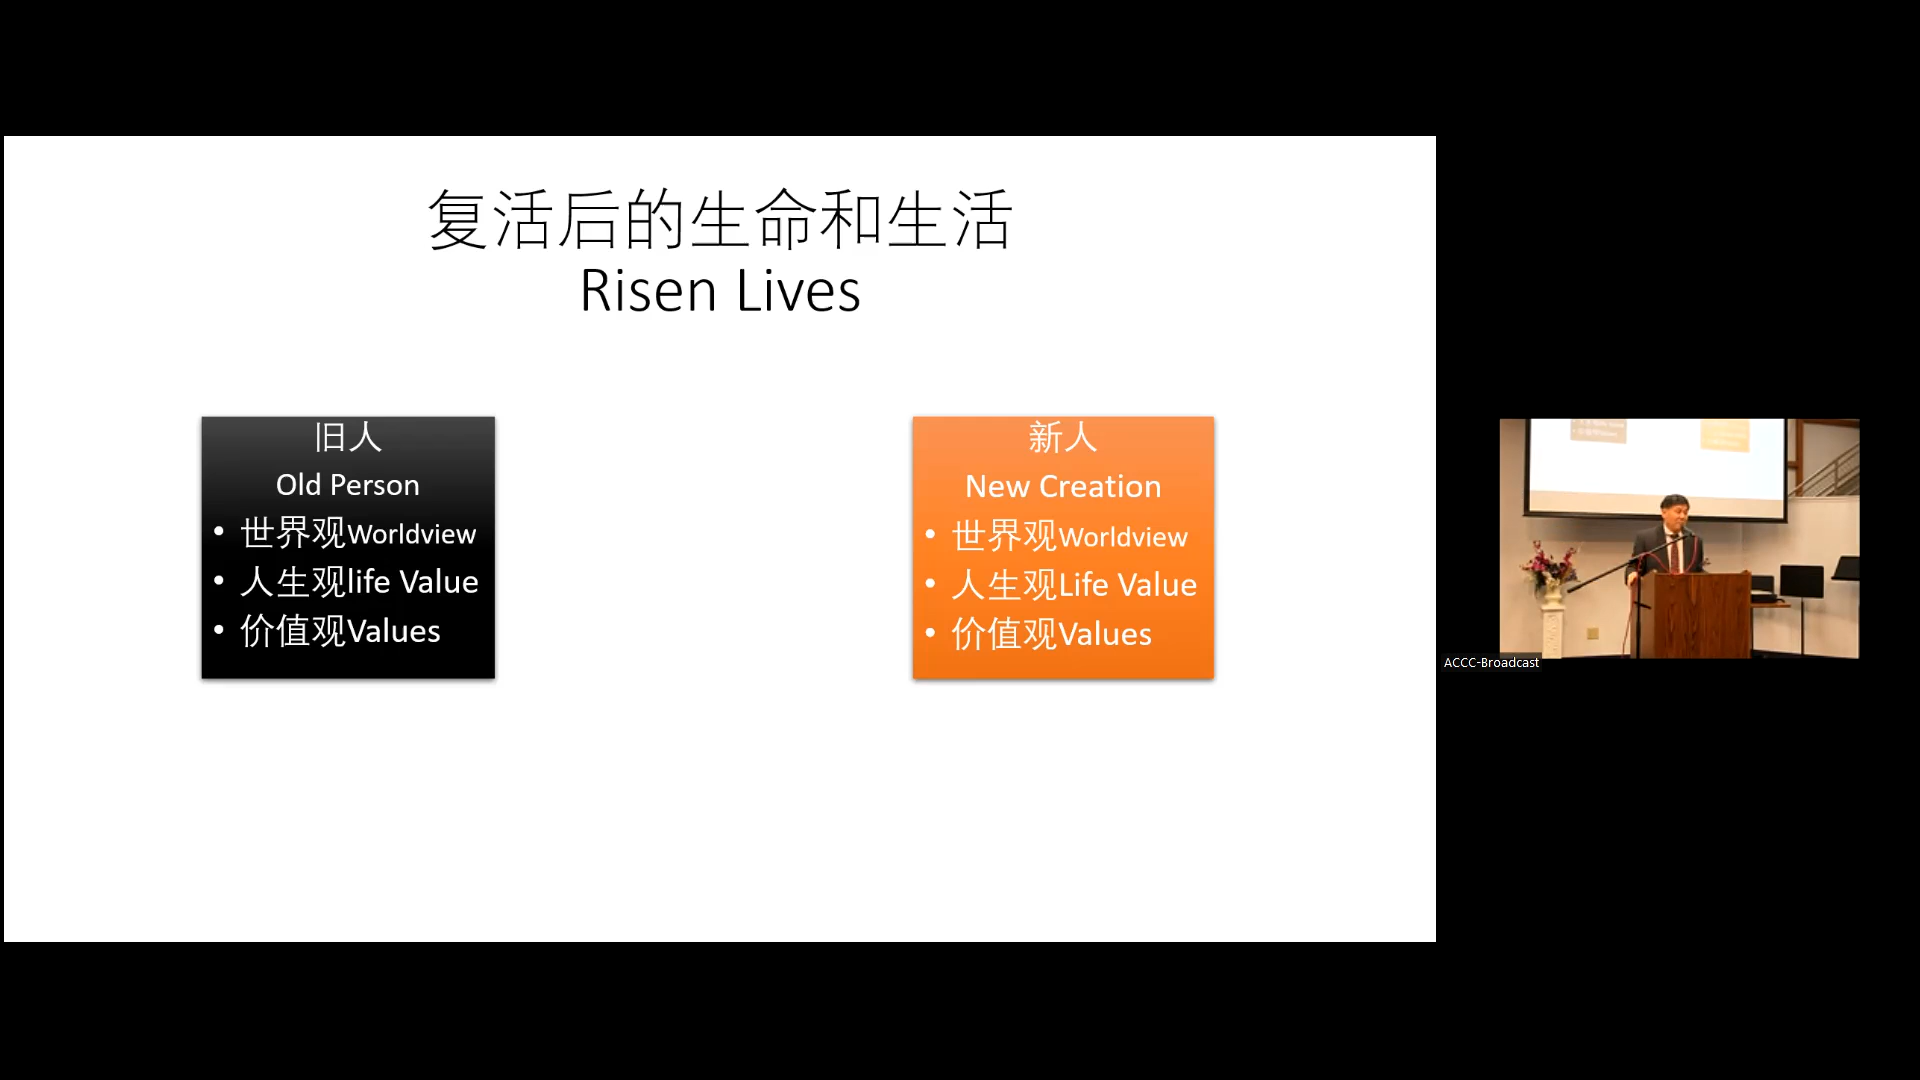 复活后的生命和生活
Risen Lives
旧人
Old Person
• 世界观Worldview
• 人生观life Value
• 价值观Values
新人
New Creation
• 世界观Worldview
• 人生观Life Value
• 价值观Values
ACCC-Broadcast